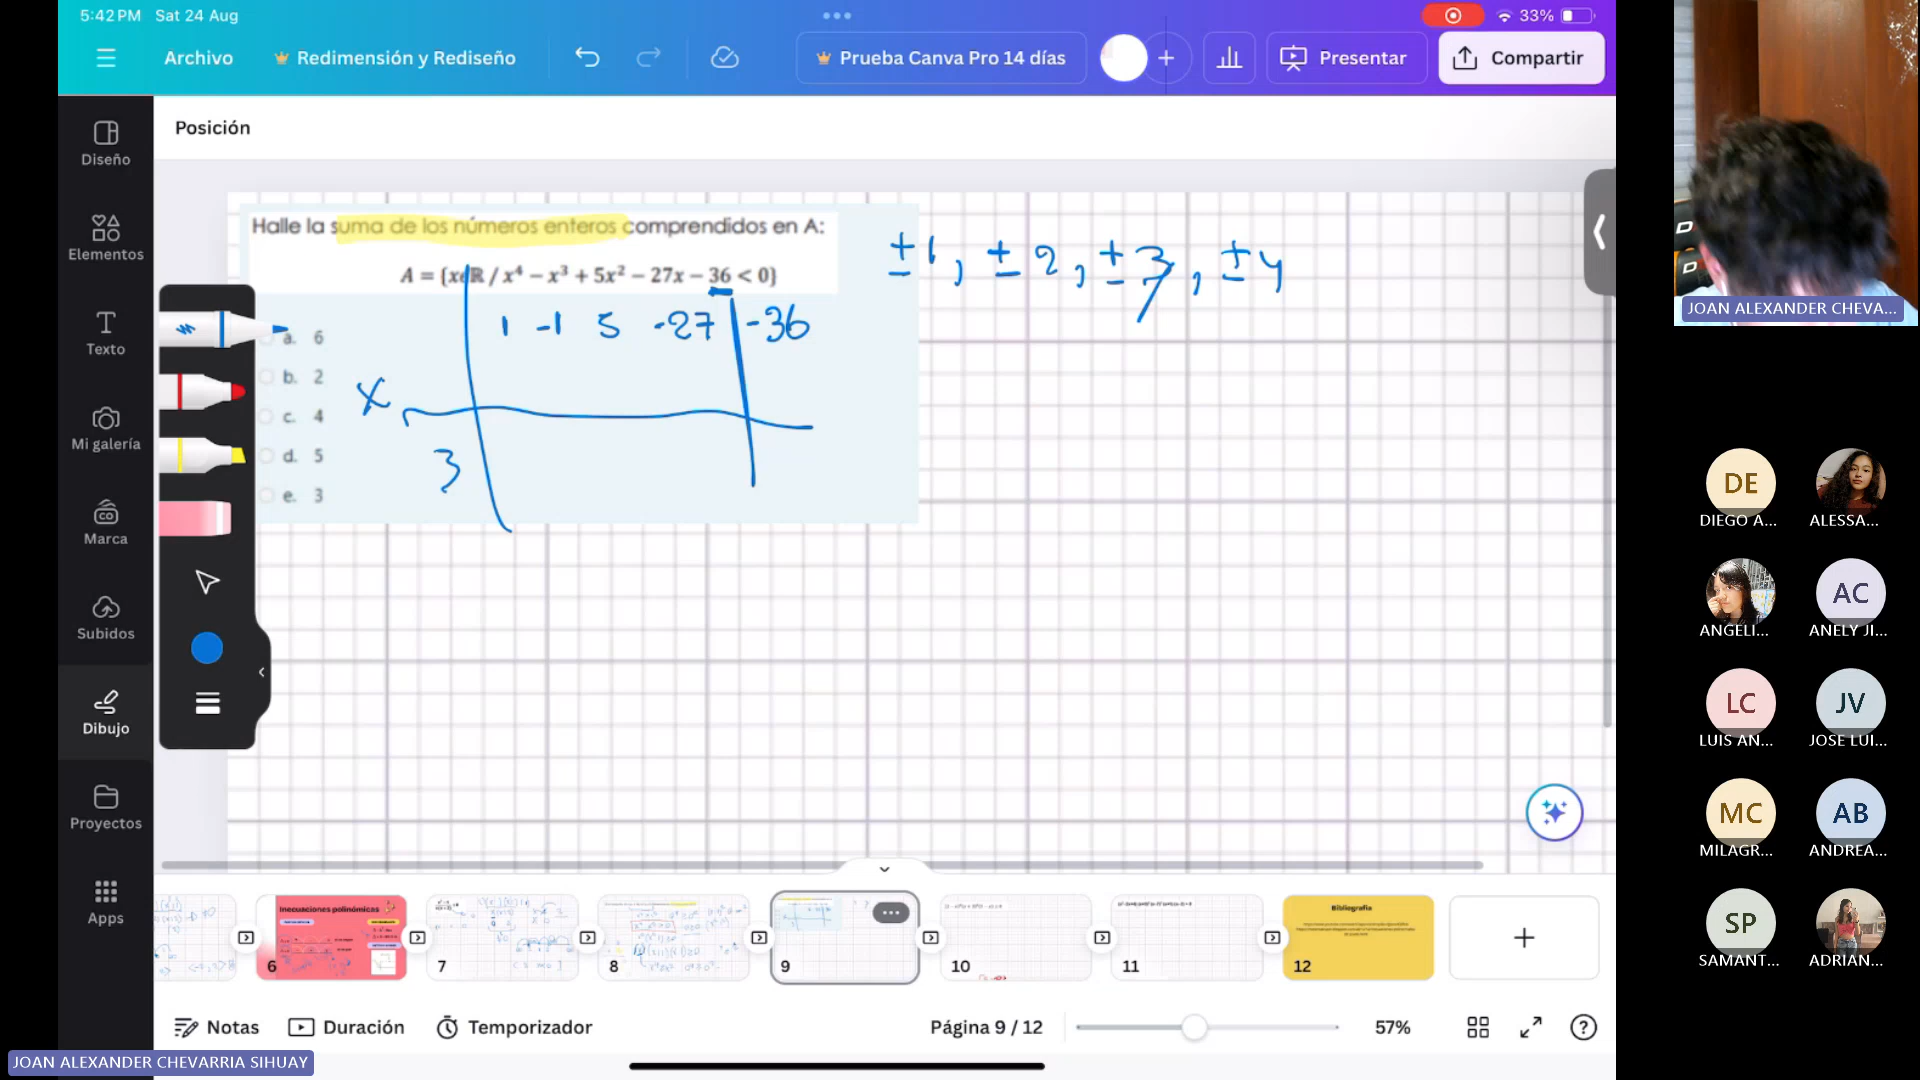 5:42 PM Sat 24 Aug
33%
Archivo
Redimensión y Rediseño
Prueba Canva Pro 14 días
Presentar
Compartir
Posición
Diseño
Elementos
Texto
Mi galería
Marca
Subidos
Dibujo
Proyectos
Apps
Halle la suma de los números enteros comprendidos en A:
A = {xϵℝ / x⁴ − x³ + 5x² − 27x − 36 < 0}
a. 6
b. 2
c. 4
d. 5
e. 3
1 -1 5 -27 -36
x
3
±1, ±2, ±3, ±4
JOAN ALEXANDER CHEVA...
DE
DIEGO A...
ALESSA...
ANGELI...
AC
ANELY JI...
LC
LUIS AN...
JV
JOSE LUI...
MC
MILAGR...
AB
ANDREA...
SP
SAMANT...
ADRIAN...
Inecuaciones polinómicas
6
7
8
9
10
11
Bibliografía
12
Notas
Duración
Temporizador
Página 9 / 12
57%
JOAN ALEXANDER CHEVARRIA SIHUAY